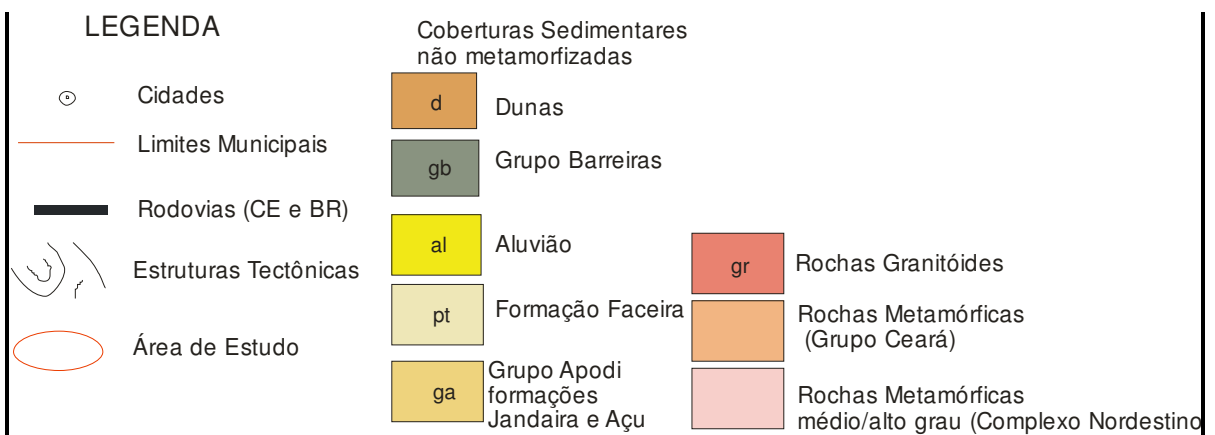 LEGENDA
Cidades
Limites Municipais
Rodovias (CE e BR)
Estruturas Tectônicas
Área de Estudo
Coberturas Sedimentares
não metamorfizadas
d Dunas
gb Grupo Barreiras
al Aluvião
pt Formação Faceira
ga Grupo Apodi
formações
Jandaira e Açu
gr Rochas Granitóides
Rochas Metamórficas
(Grupo Ceará)
Rochas Metamórficas
médio/alto grau (Complexo Nordestino